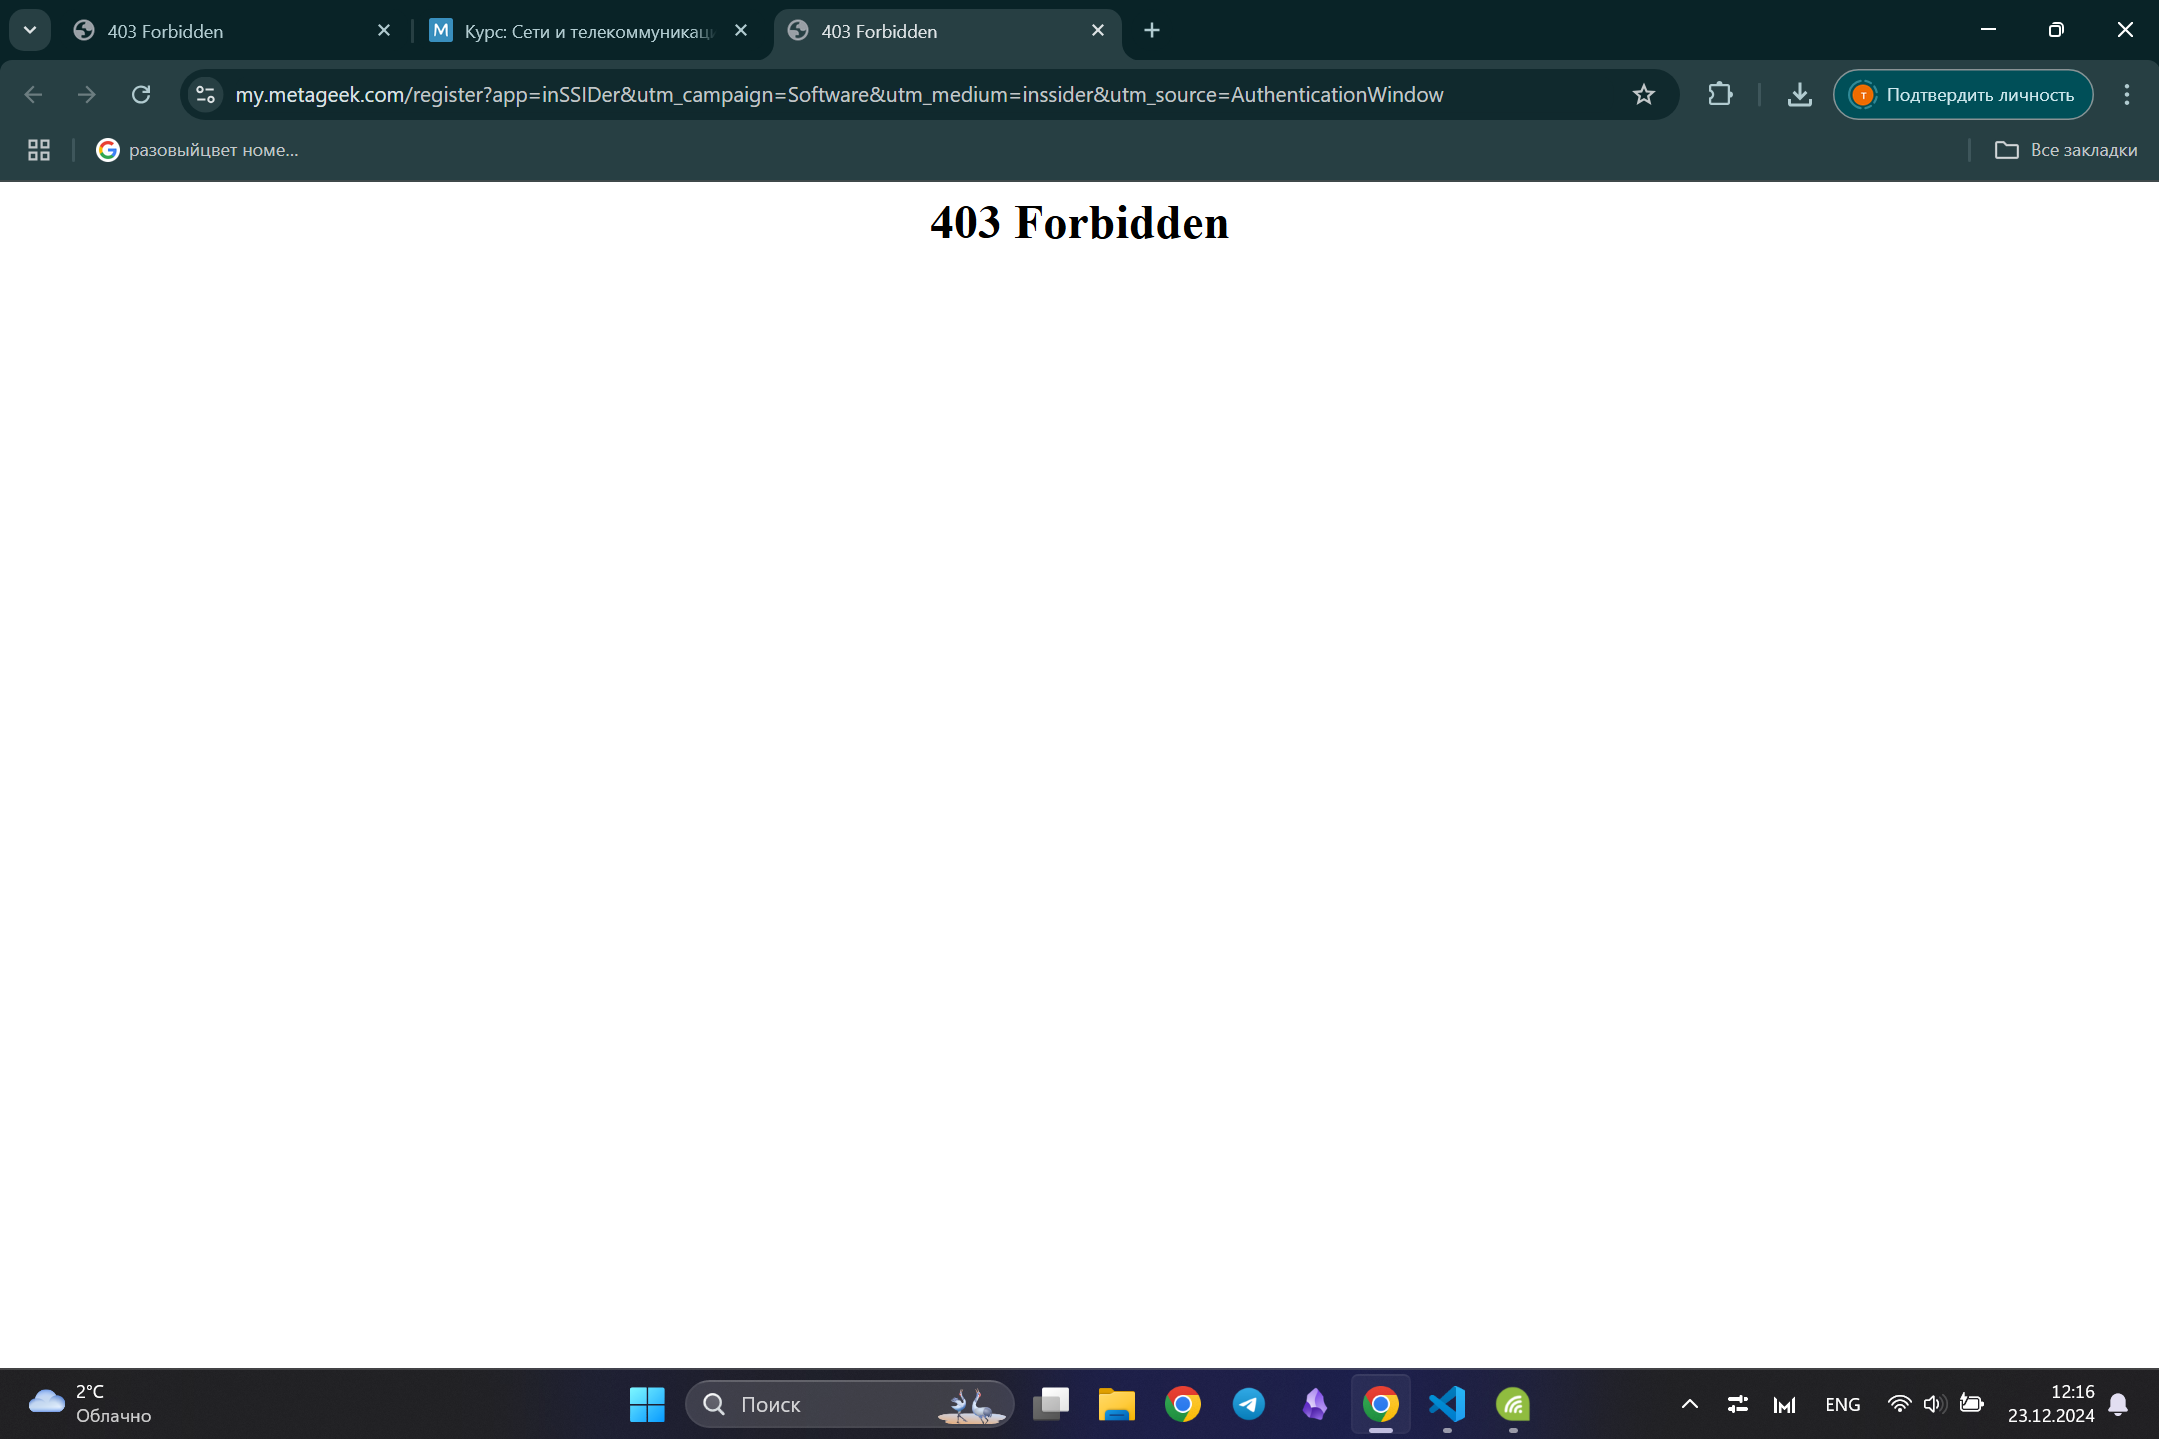 403 Forbidden
Курс: Сети и телекоммуникаци
403 Forbidden
my.metageek.com/register?app=inSSIDer&utm_campaign=Software&utm_medium=inssider&utm_source=AuthenticationWindow
т
Подтвердить личность
разовыйцвет номе...
Все закладки
403 Forbidden
2°C
Облачно
Поиск
ENG
12:16
23.12.2024